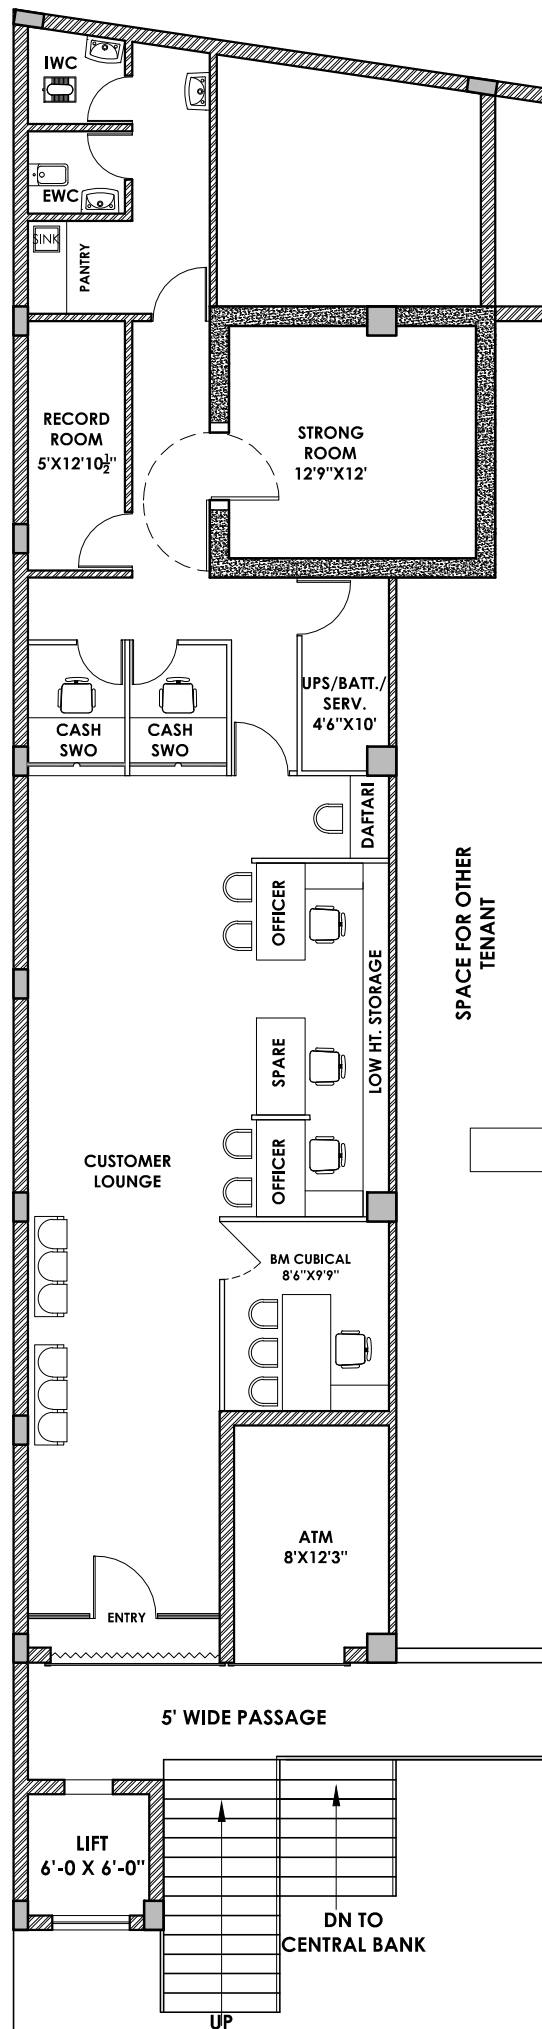 IWC
EWC
SINK
PANTRY
RECORD
ROOM
5'X12'10½"
STRONG
ROOM
12'9"X12'
UPS/BATT./
SERV.
4'6"X10'
CASH
SWO
CASH
SWO
DAFTARI
OFFICER
SPACE FOR OTHER
TENANT
LOW HT. STORAGE
SPARE
OFFICER
CUSTOMER
LOUNGE
BM CUBICAL
8'6"X9'9"
ATM
8'X12'3"
ENTRY
5' WIDE PASSAGE
LIFT
6'-0 X 6'-0"
DN TO
CENTRAL BANK
UP